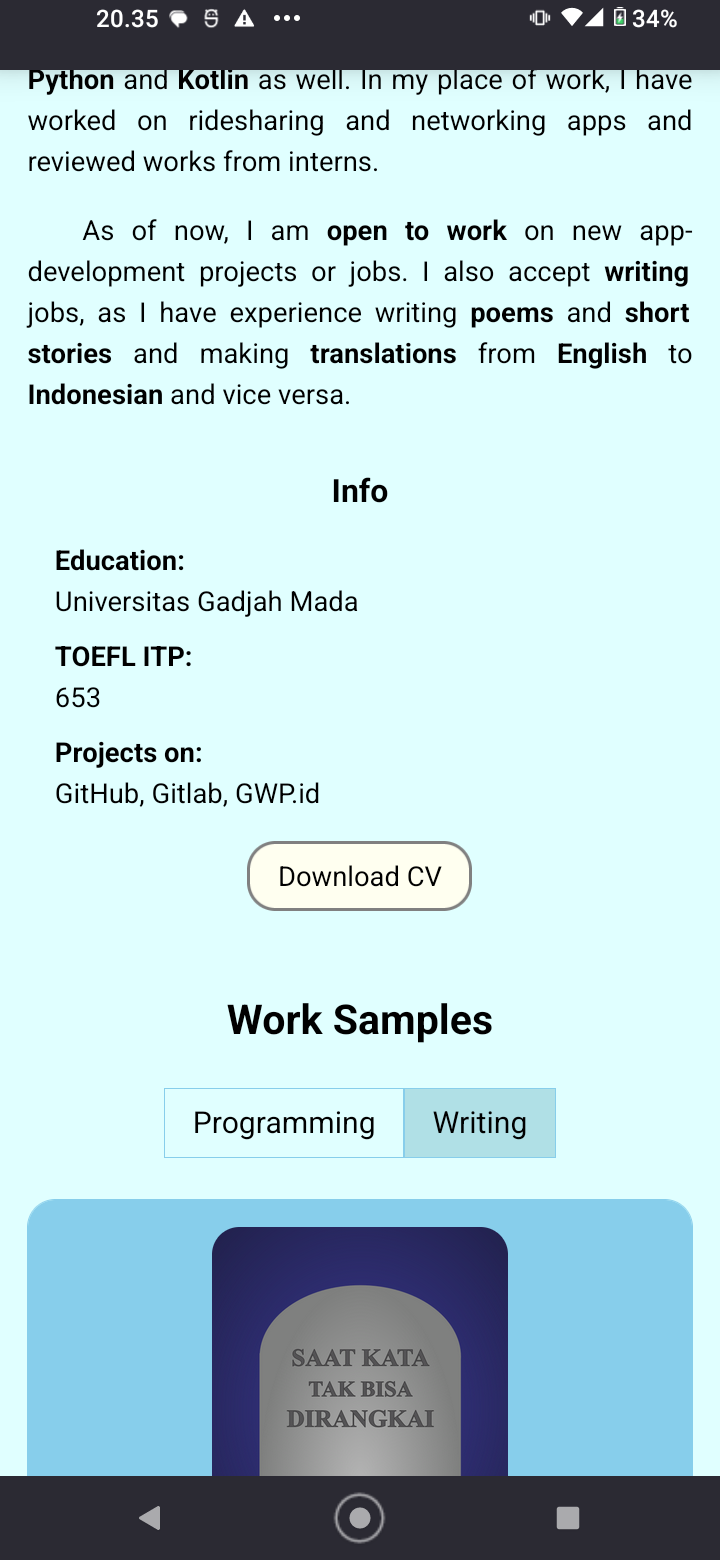 20.35
34%
Python and Kotlin as well. In my place of work, I have
worked on ridesharing and networking apps and
reviewed works from interns.
As of now, I am open to work on new app-
development projects or jobs. I also accept writing
jobs, as I have experience writing poems and short
stories and making translations from English to
Indonesian and vice versa.
Info
Education:
Universitas Gadjah Mada
TOEFL ITP:
653
Projects on:
GitHub, Gitlab, GWP.id
Download CV
Work Samples
Programming
Writing
SAAT KATA
TAK BISA
DIRANGKAI